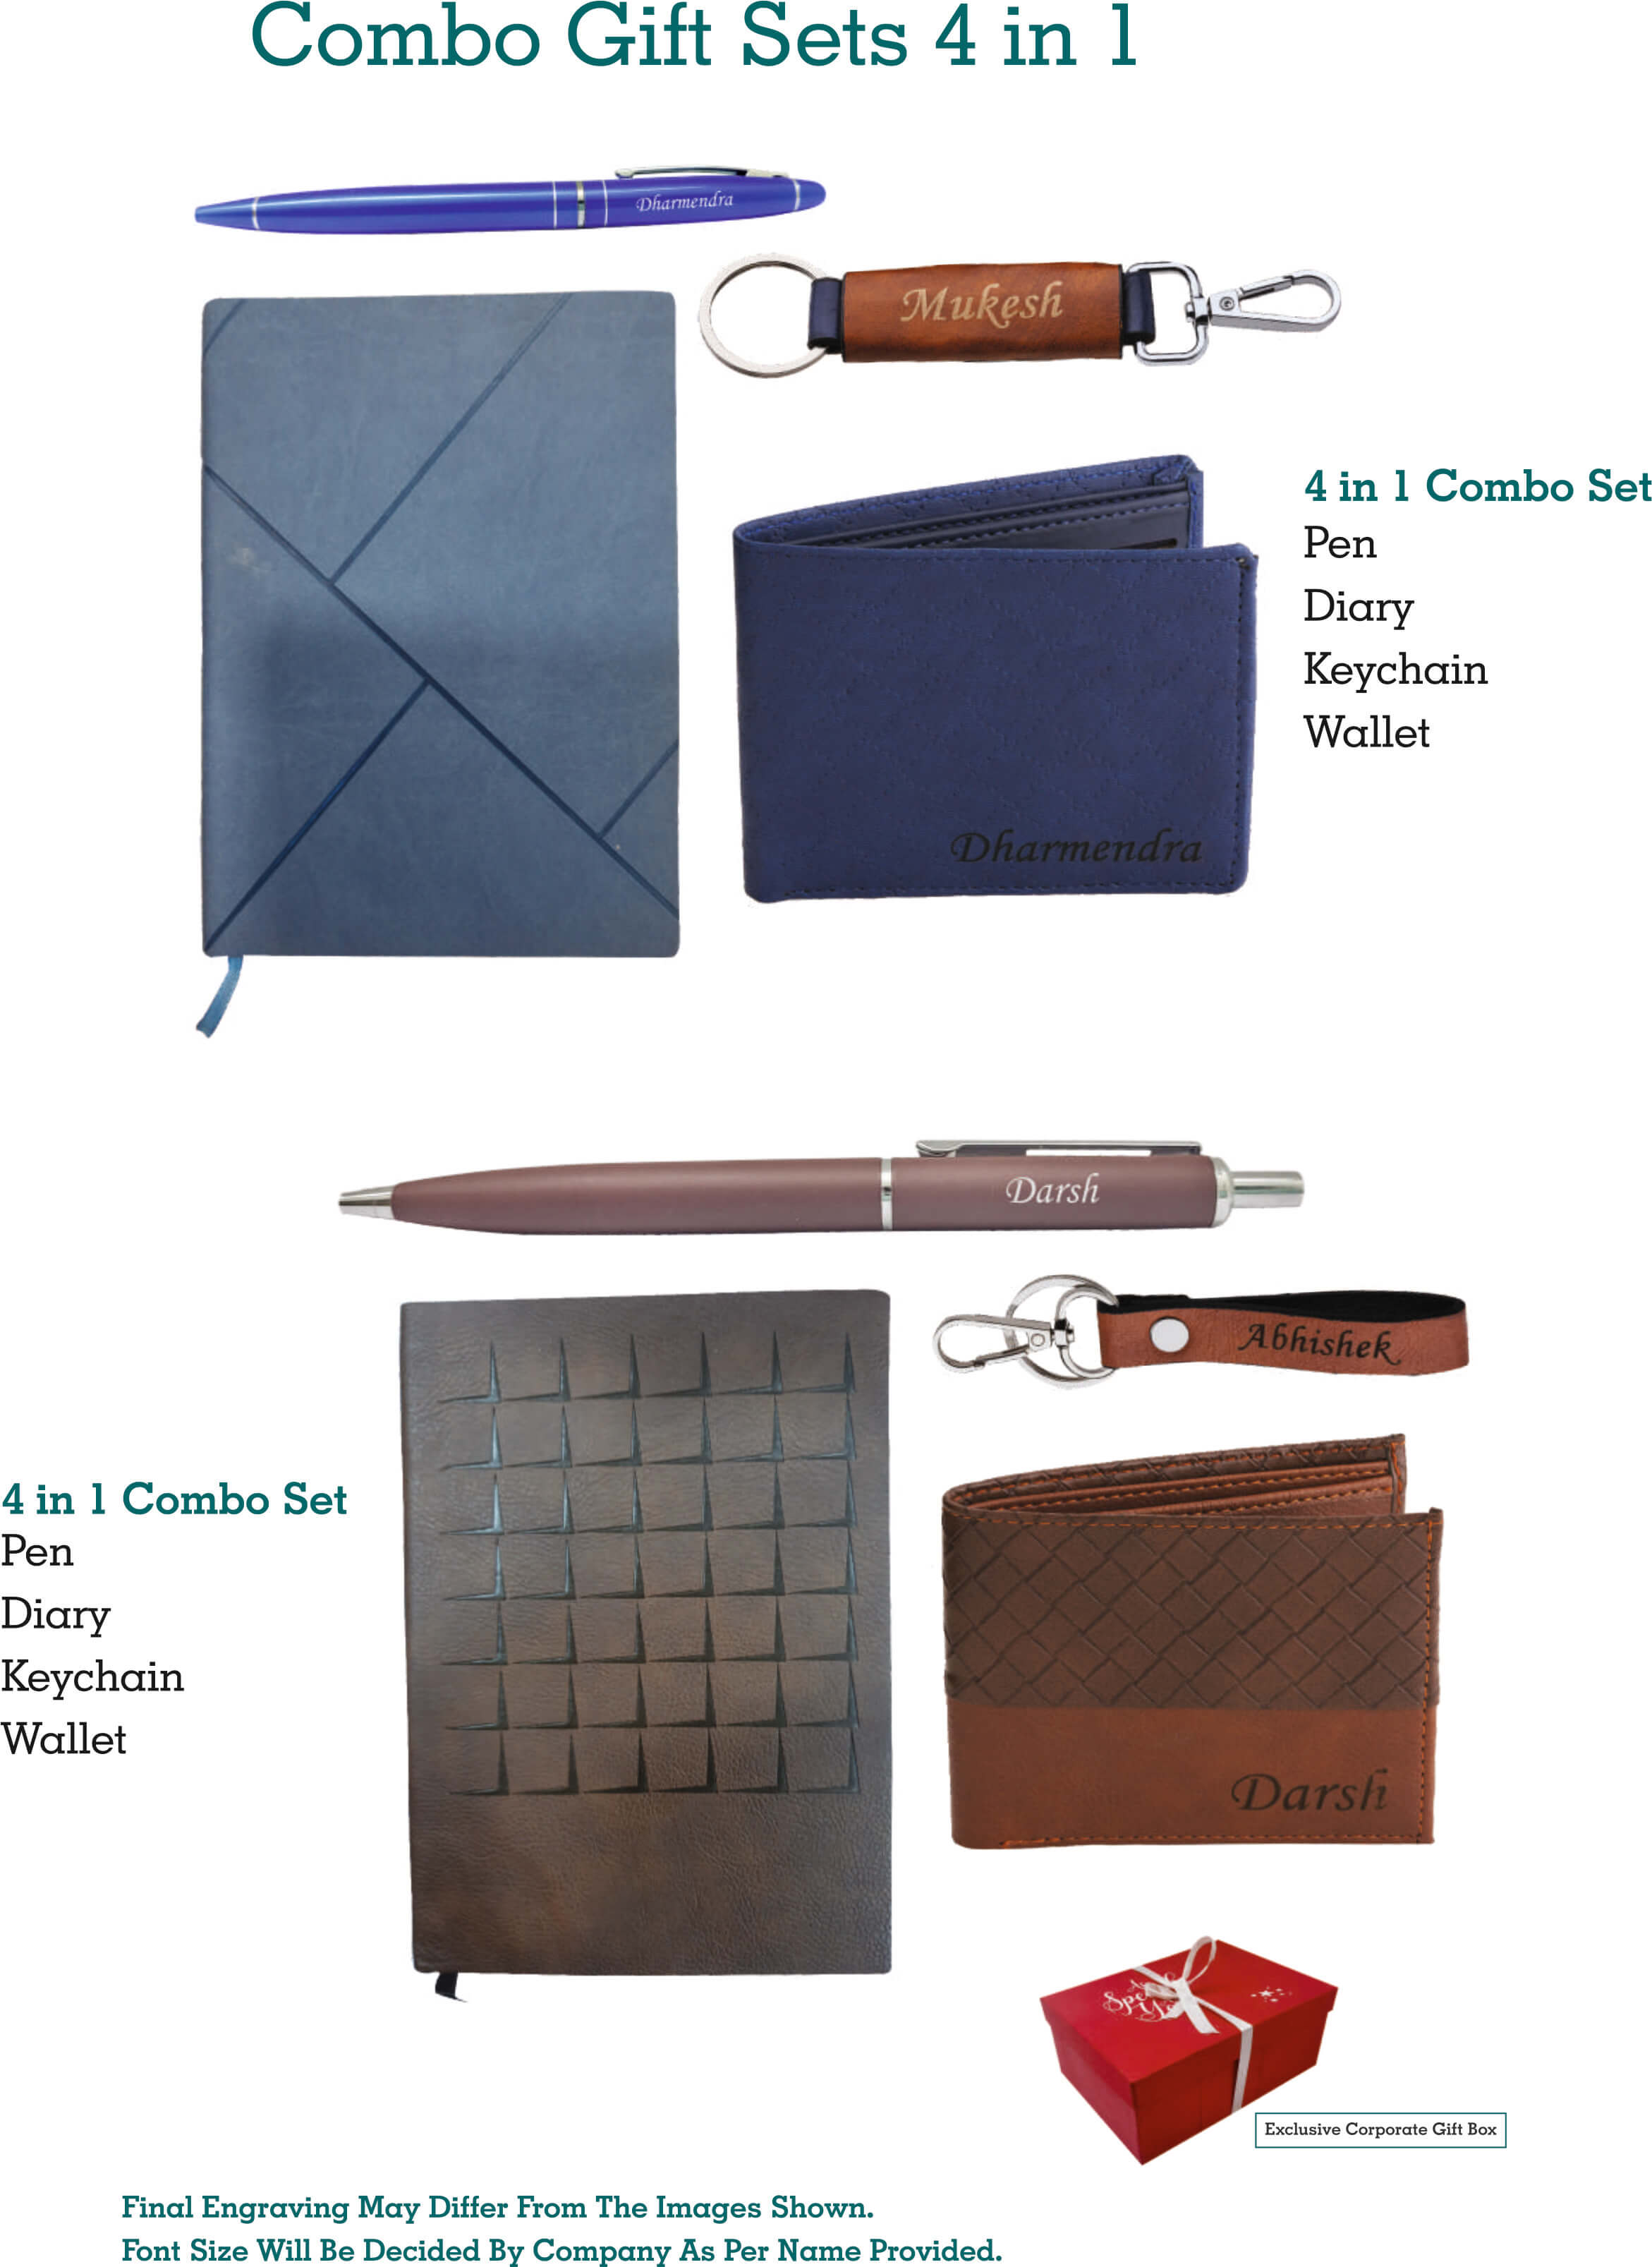 Combo Gift Sets 4 in 1
Dharmendra
Mukesh
4 in 1 Combo Set
Pen
Diary
Keychain
Wallet
Dharmendra
Darsh
Abhishek
4 in 1 Combo Set
Pen
Diary
Keychain
Wallet
Darsh
Exclusive Corporate Gift Box
Final Engraving May Differ From The Images Shown.
Font Size Will Be Decided By Company As Per Name Provided.